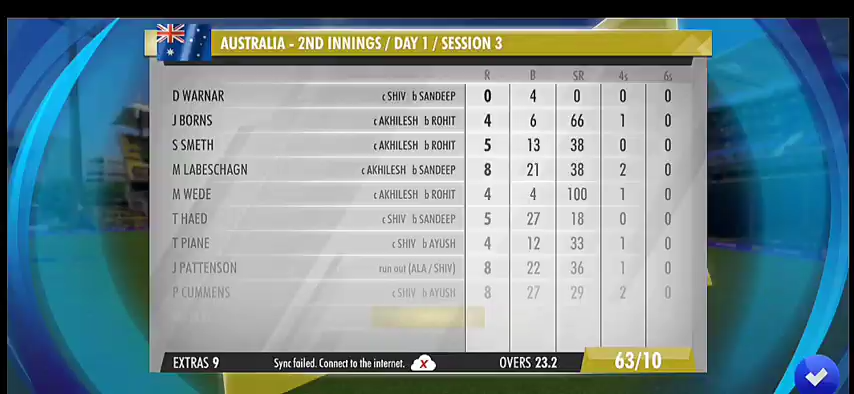 AUSTRALIA - 2ND INNINGS / DAY 1 / SESSION 3
R B SR 4s 6s
D WARNAR c SHIV b SANDEEP 0 4 0 0 0
J BORNS c AKHILESH b ROHIT 4 6 66 1 0
S SMETH c AKHILESH b ROHIT 5 13 38 0 0
M LABESCHAGN c AKHILESH b SANDEEP 8 21 38 2 0
M WEDE c AKHILESH b ROHIT 4 4 100 1 0
T HAED c SHIV b SANDEEP 5 27 18 0 0
T PIANE c SHIV b AYUSH 4 12 33 1 0
J PATTENSON run out (ALA / SHIV) 8 22 36 1 0
P CUMMENS c SHIV b AYUSH 8 27 29 2 0
EXTRAS 9 Sync failed. Connect to the internet. X OVERS 23.2 63/10